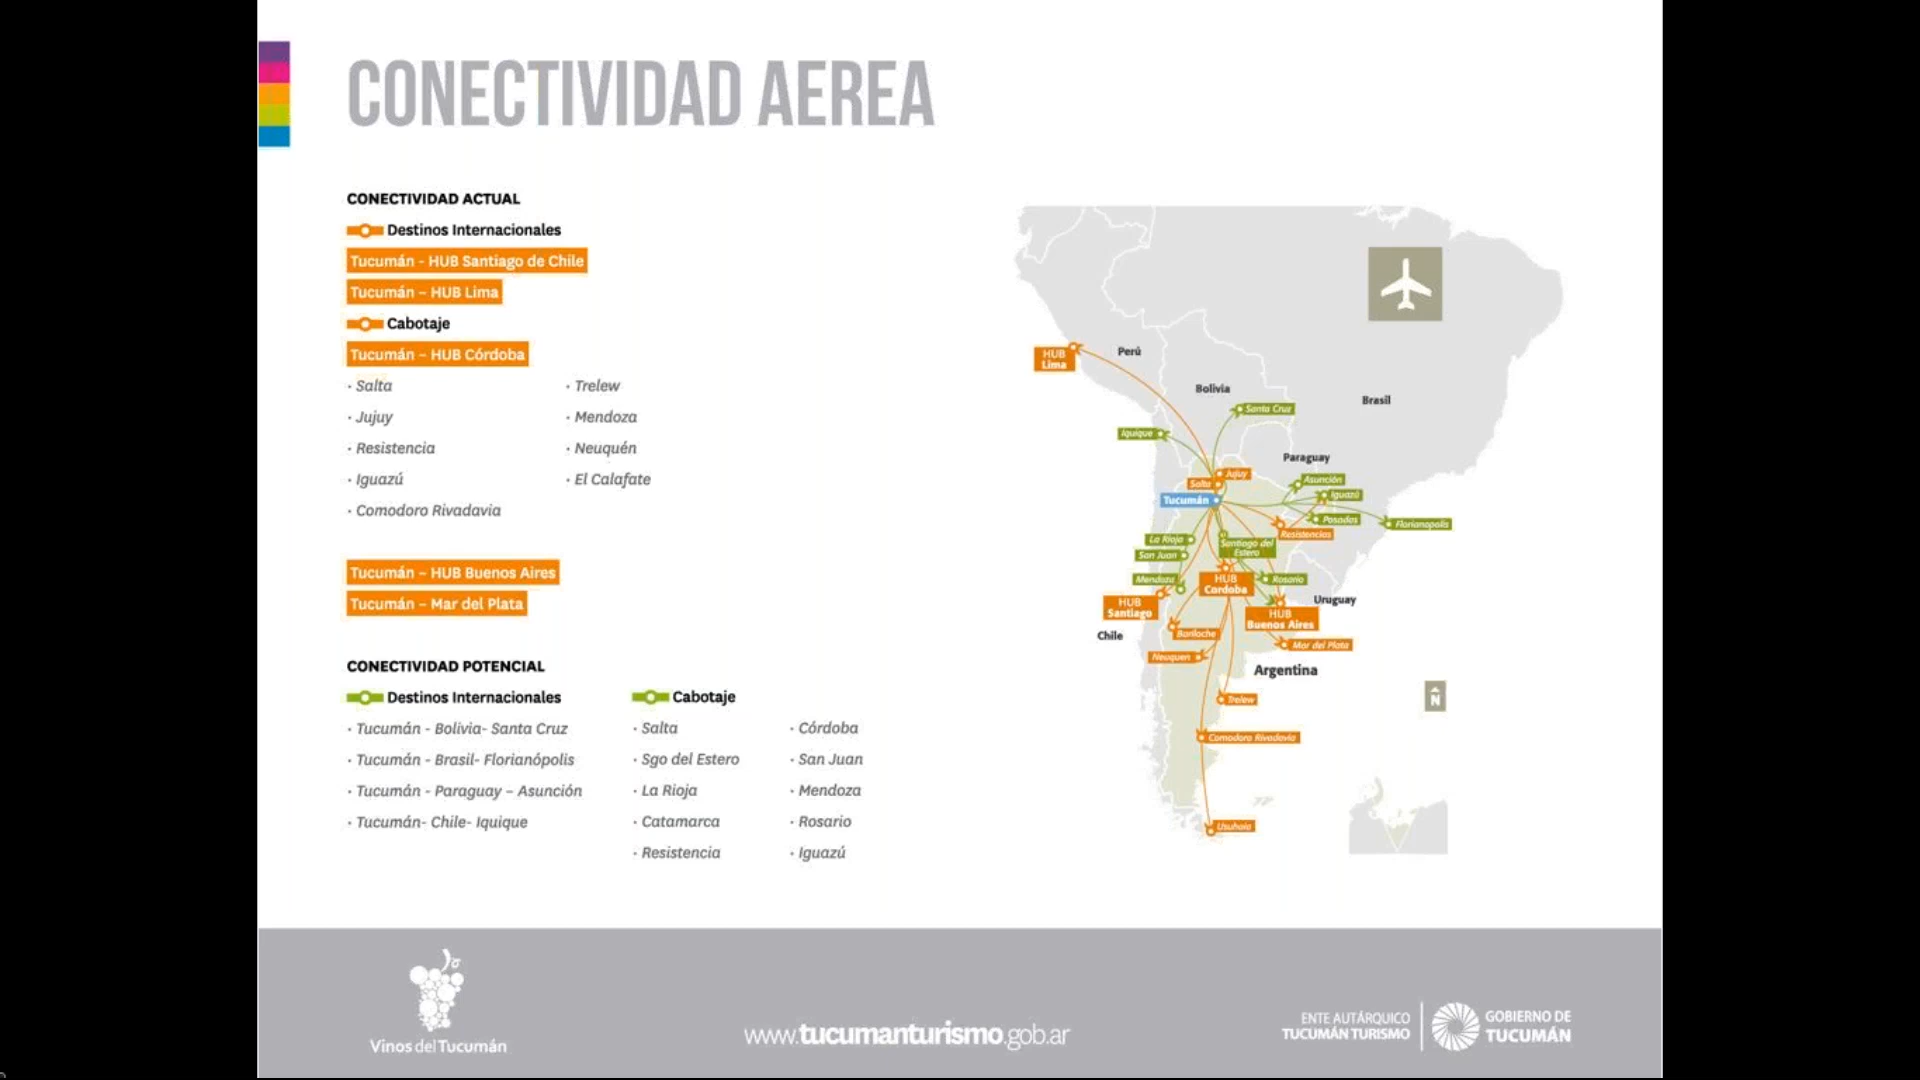 CONECTIVIDAD AEREA
CONECTIVIDAD ACTUAL
Destinos Internacionales
Tucumán - HUB Santiago de Chile
Tucumán – HUB Lima
Cabotaje
Tucumán – HUB Córdoba
· Salta
· Jujuy
· Resistencia
· Iguazú
· Comodoro Rivadavia
· Trelew
· Mendoza
· Neuquén
· El Calafate
Tucumán – HUB Buenos Aires
Tucumán – Mar del Plata
CONECTIVIDAD POTENCIAL
Destinos Internacionales
· Tucumán - Bolivia- Santa Cruz
· Tucumán - Brasil- Florianópolis
· Tucumán - Paraguay – Asunción
· Tucumán- Chile- Iquique
Cabotaje
· Salta
· Sgo del Estero
· La Rioja
· Catamarca
· Resistencia
· Córdoba
· San Juan
· Mendoza
· Rosario
· Iguazú
HUB
Lima
Perú
Bolivia
Brasil
Santa Cruz
Iquique
Paraguay
Jujuy
Salta
Asunción
Iguazú
Tucumán
Posadas
Florianopolis
Resistencias
La Rioja
Santiago del
Estero
San Juan
Mendoza
HUB
Cordoba
Rosario
HUB
Santiago
Uruguay
HUB
Buenos Aires
Chile
Bariloche
Mar del Plata
Neuquen
Argentina
Trelew
N
Comodoro Rivadavia
Usuhaia
Vinos del Tucumán
www.tucumanturismo.gob.ar
ENTE AUTÁRQUICO
TUCUMÁN TURISMO
GOBIERNO DE
TUCUMÁN